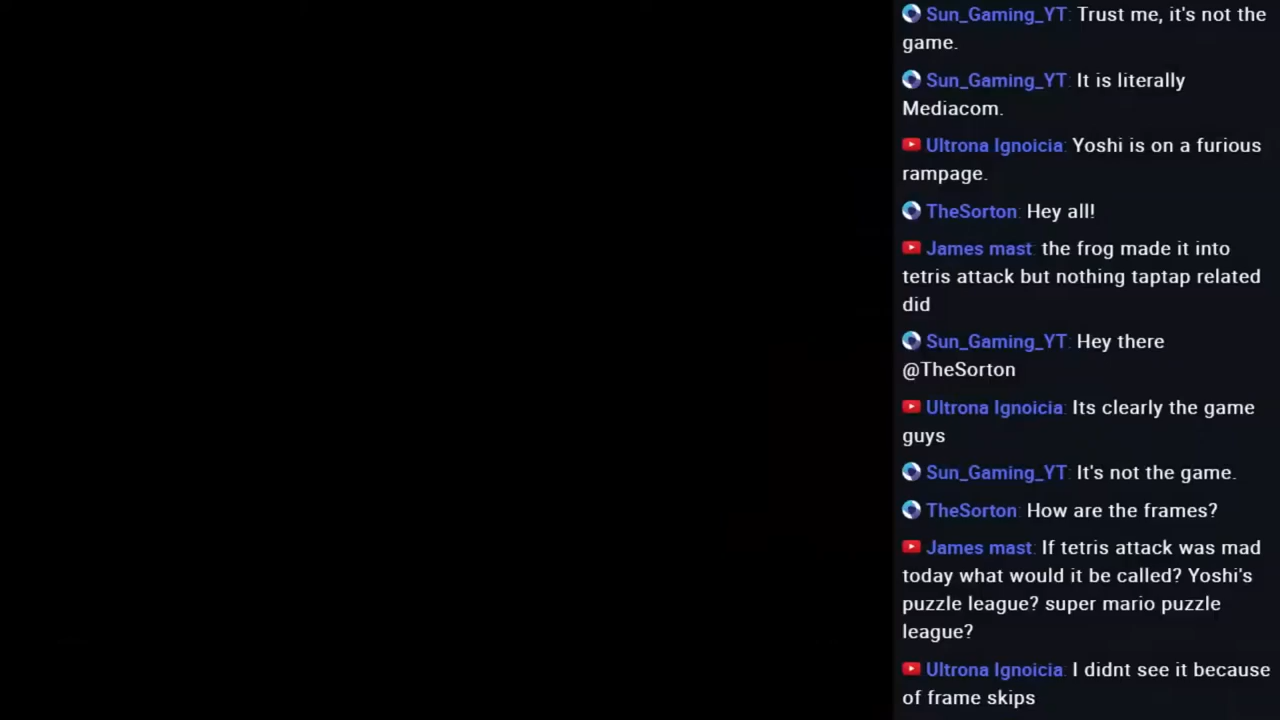 Sun_Gaming_YT: Trust me, it's not the
game.
Sun_Gaming_YT: It is literally
Mediacom.
Ultrona Ignoicia: Yoshi is on a furious
rampage.
TheSorton: Hey all!
James mast: the frog made it into
tetris attack but nothing taptap related
did
Sun_Gaming_YT: Hey there
@TheSorton
Ultrona Ignoicia: Its clearly the game
guys
Sun_Gaming_YT: It's not the game.
TheSorton: How are the frames?
James mast: If tetris attack was mad
today what would it be called? Yoshi's
puzzle league? super mario puzzle
league?
Ultrona Ignoicia: I didnt see it because
of frame skips